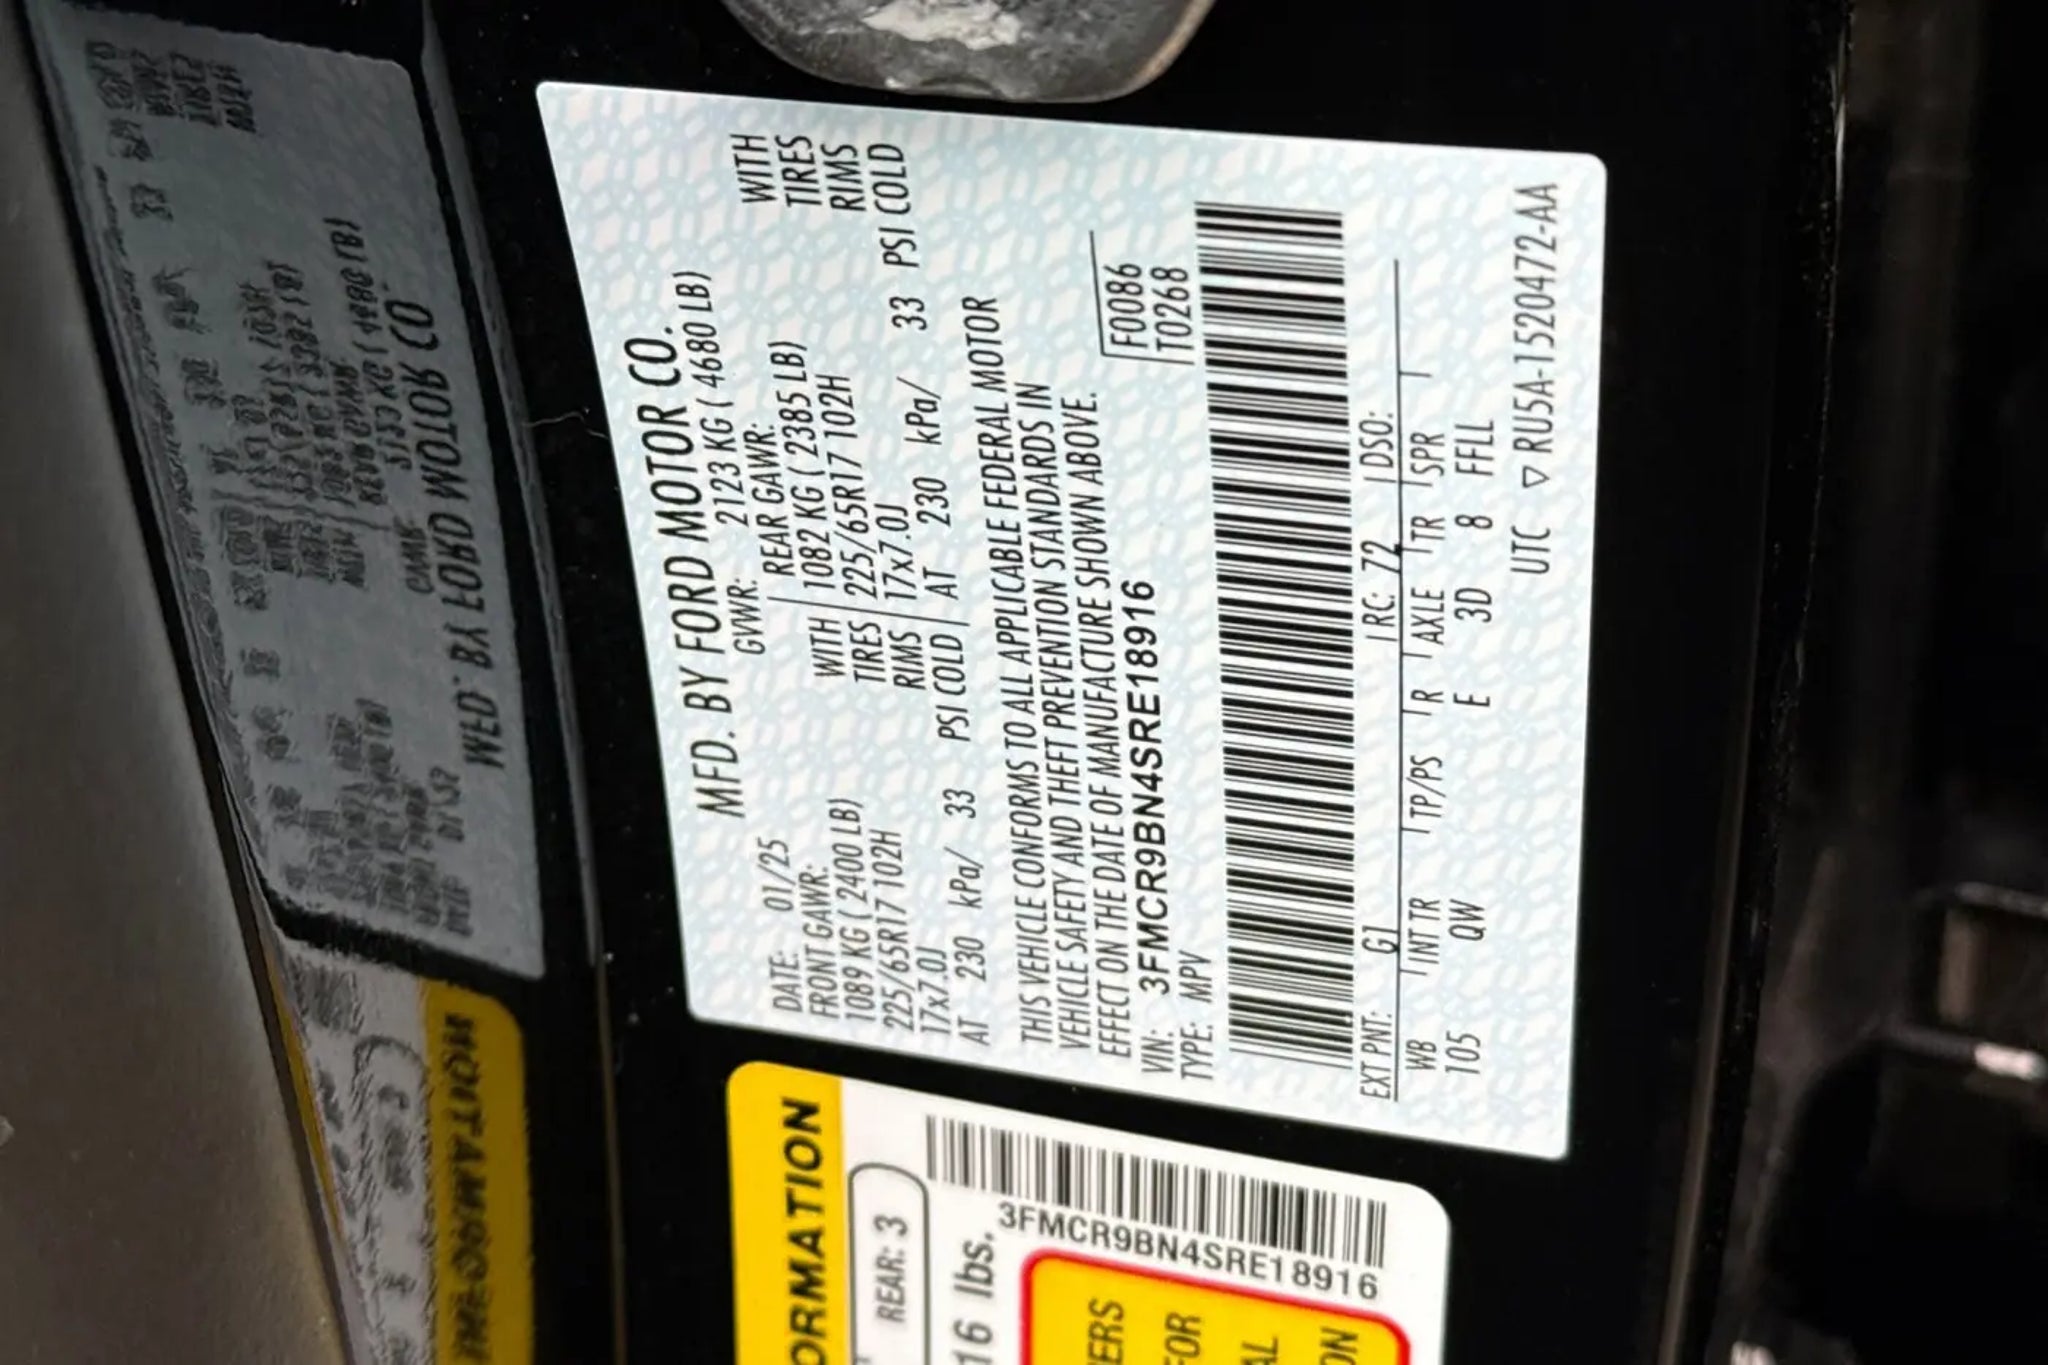 MFD. BY FORD MOTOR CO.
DATE: 01/25 GVWR: 2123 KG ( 4680 LB)
FRONT GAWR: REAR GAWR:
1089 KG ( 2400 LB) WITH 1082 KG ( 2385 LB) WITH
225/65R17 102H TIRES 225/65R17 102H TIRES
17x7.0J RIMS 17x7.0J RIMS
AT 230 kPa/ 33 PSI COLD AT 230 kPa/ 33 PSI COLD
THIS VEHICLE CONFORMS TO ALL APPLICABLE FEDERAL MOTOR
VEHICLE SAFETY AND THEFT PREVENTION STANDARDS IN
EFFECT ON THE DATE OF MANUFACTURE SHOWN ABOVE.
VIN: 3FMCR9BN4SRE18916 F0086
TYPE: MPV T0268
EXT PNT: G1 RC: 72 DSO:
WB INT TR TP/PS R AXLE TR SPR
105 QW E 3D 8 FFLL
UTC ▽ RU5A-1520472-AA
ORMATION
REAR: 3
16 lbs.
3FMCR9BN4SRE18916
ERS
FOR
AL
ON